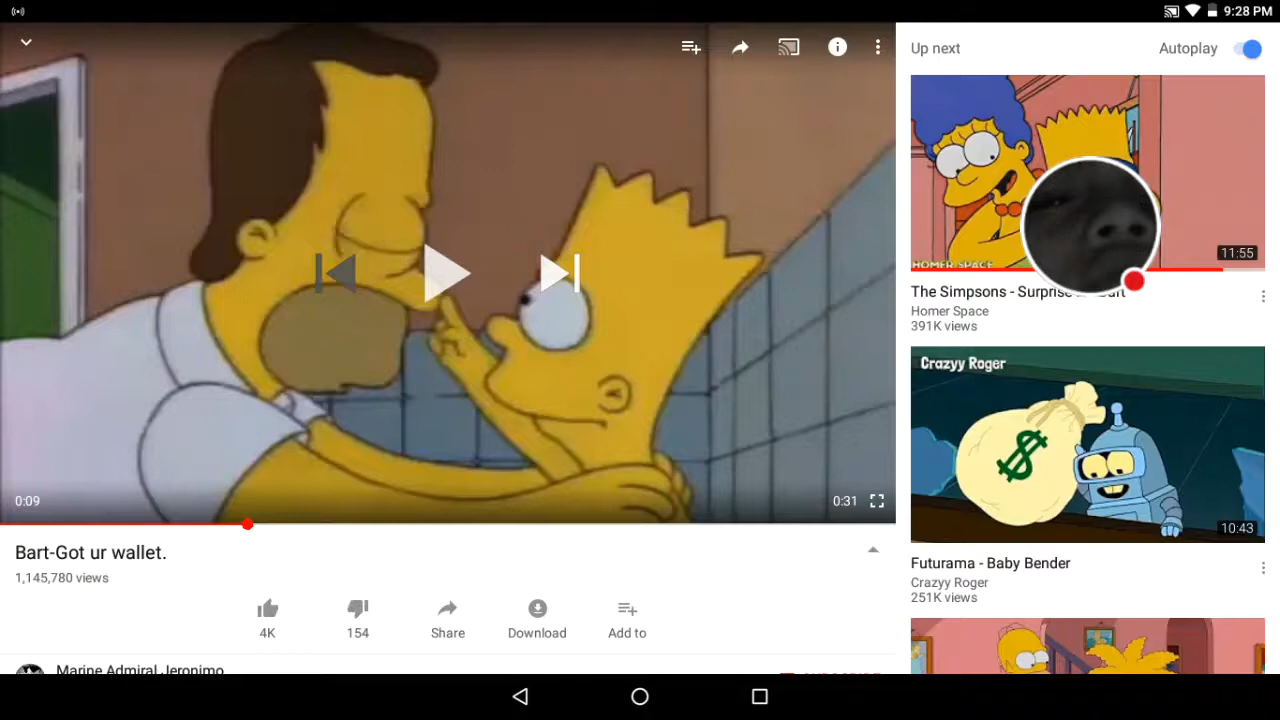 9:28 PM
Up next
Autoplay
HOMER SPACE
11:55
0:09
0:31
The Simpsons - Surprise
Homer Space
391K views
Crazyy Roger
$
10:43
Bart-Got ur wallet.
1,145,780 views
4K
154
Share
Download
Add to
Futurama - Baby Bender
Crazyy Roger
251K views
Marine Admiral Jeronimo